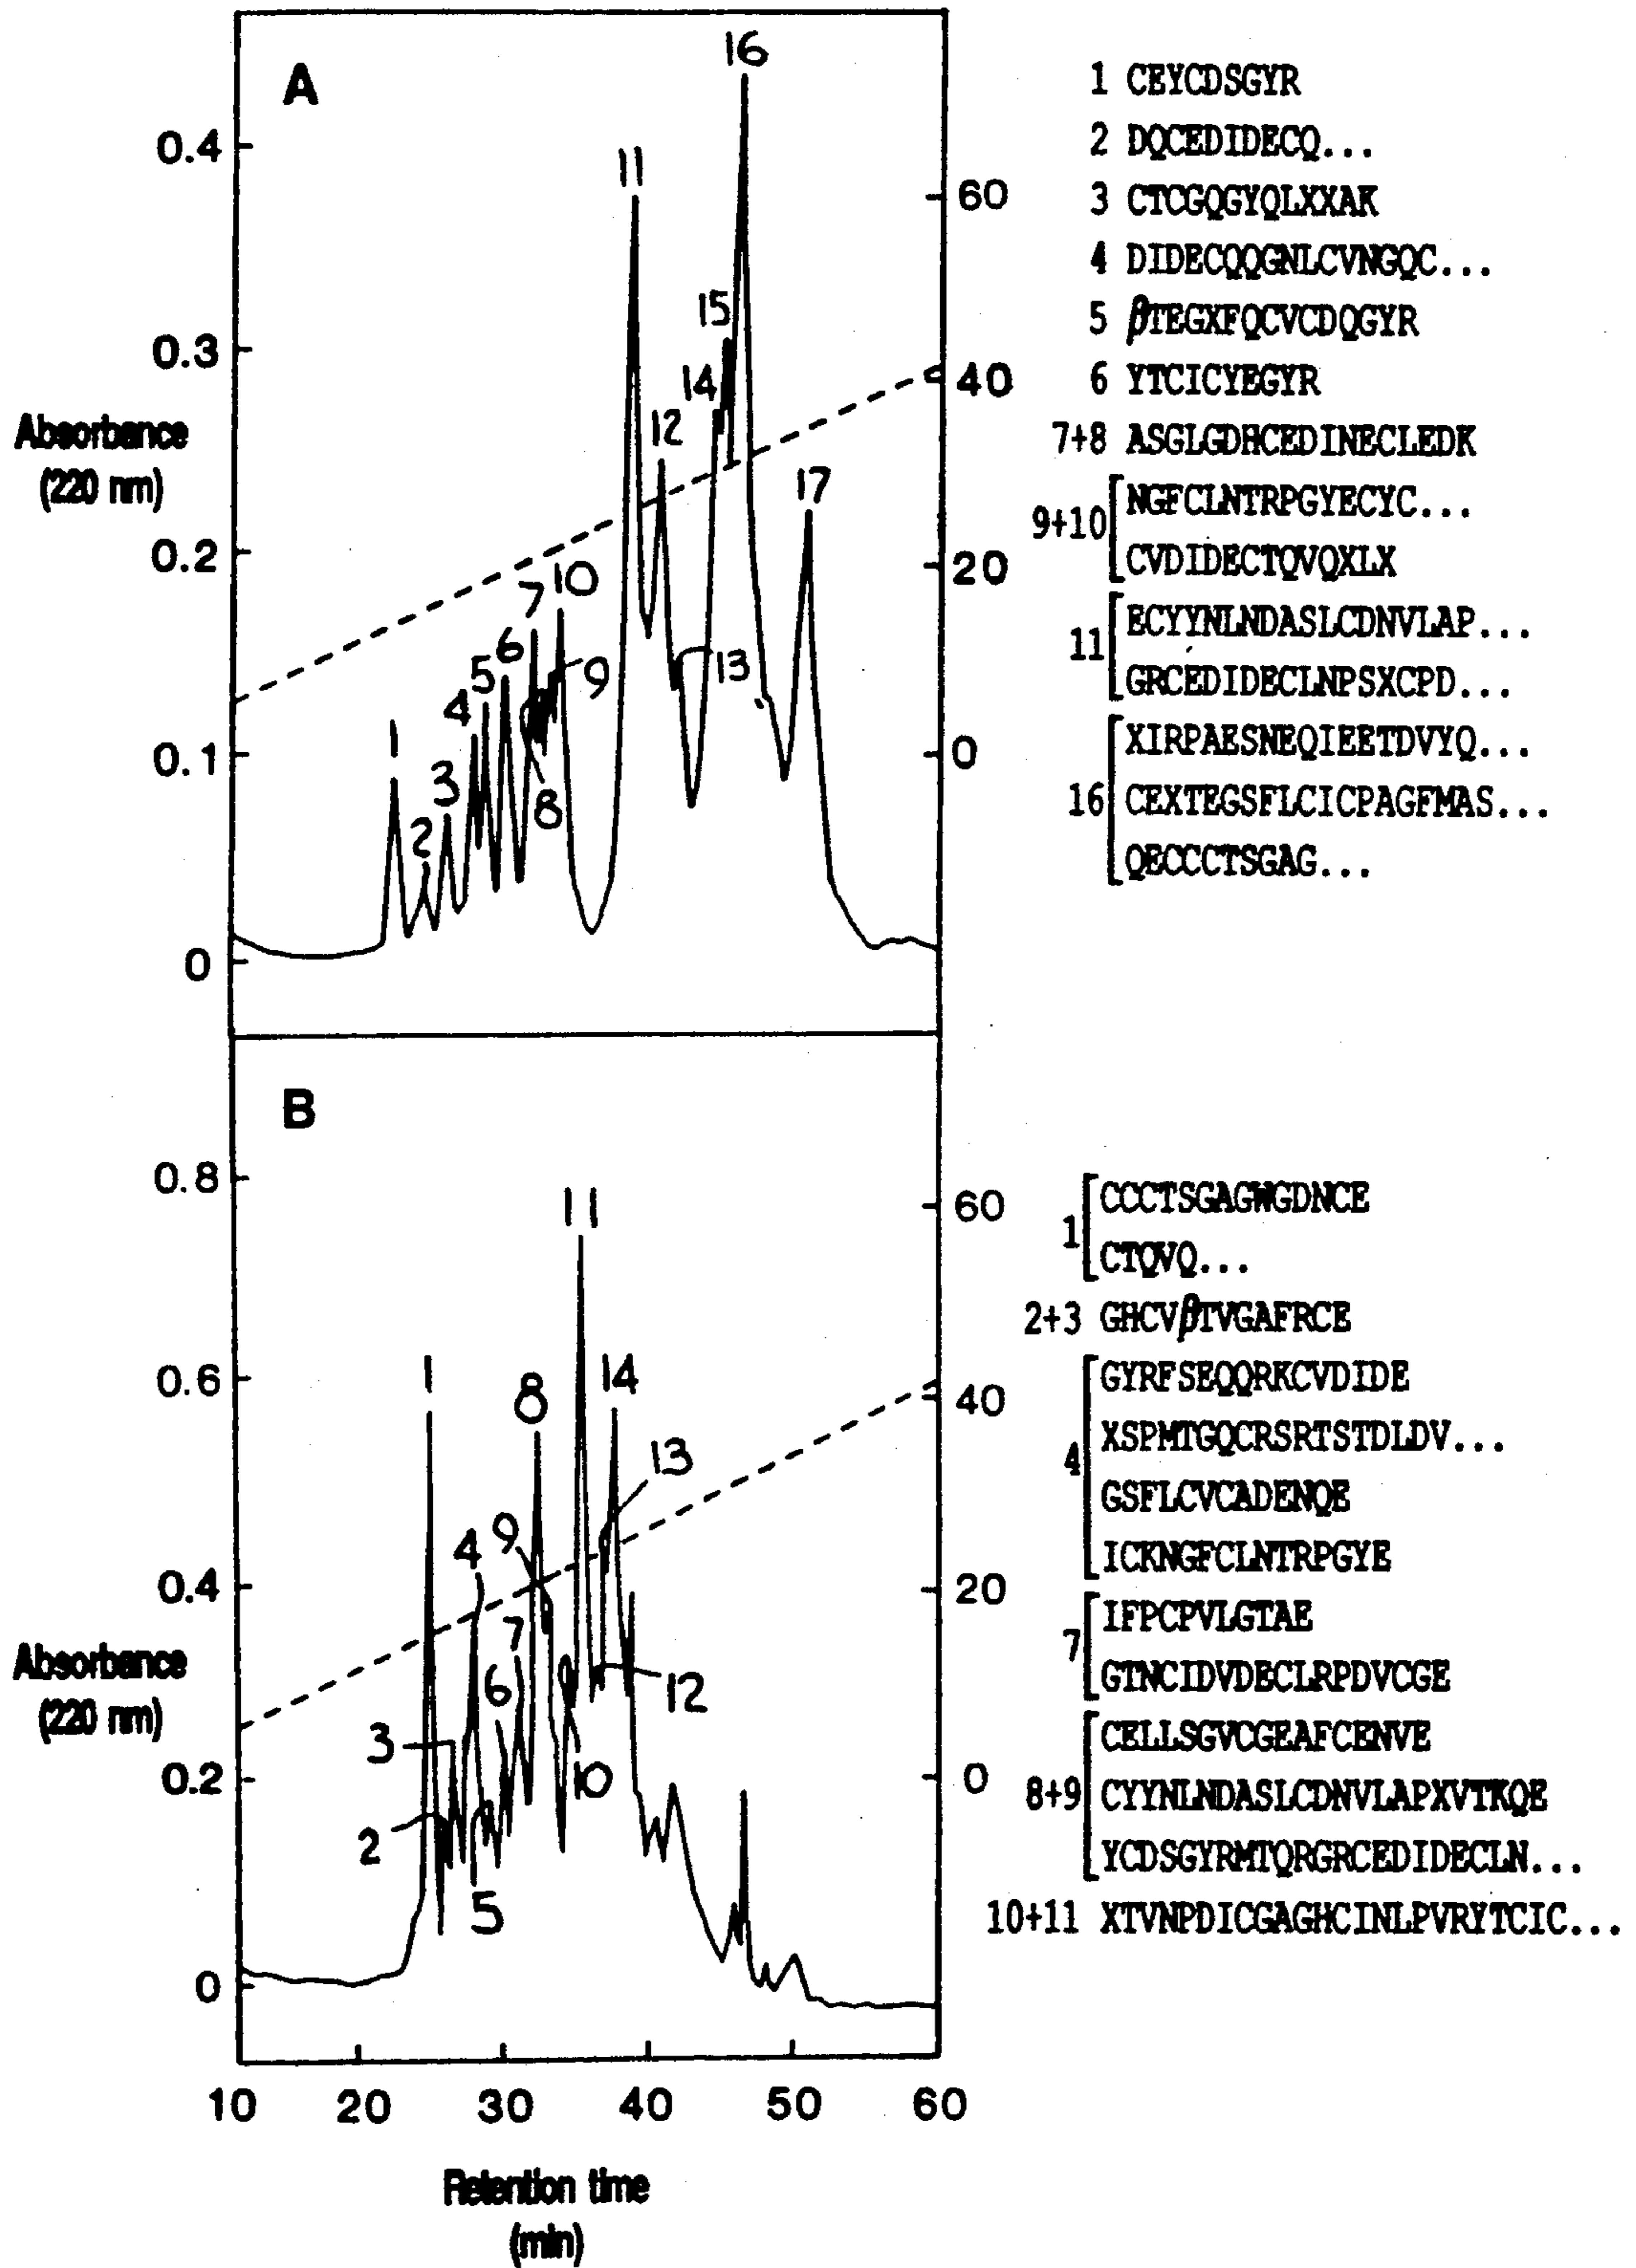 A
0.4
0.3
0.2
0.1
0
Absorbance
(220 nm)
1
2
3
4
5
6
7
8
9
10
11
12
13
14
15
16
17
60
40
20
0
1 CEYCDSGYR
2 DQCEDIDECQ...
3 CTCGQGYQLXXAK
4 DIDECQQGNLCVNGQC...
5 βTEGXFQCVCDQGYR
6 YTCICYEGYR
7+8 ASGLGDHCEDINECLEDK
9+10 NGFCLNTRPGYECYC...
CVDIDECTQVQXLX
11 ECYYNLNDASLCDNVLAP...
GRCEDIDECLNPSXCPD...
16 XIRPAESNEQIEETDVYQ...
CEXTEGSFLCICPAGFMAS...
QECCCTSGAG...
B
0.8
0.6
0.4
0.2
0
Absorbance
(220 nm)
1
2
3
4
5
6
7
8
9
10
11
12
13
14
60
40
20
0
1 CCCTSGAGWGDNCE
CTQVQ...
2+3 GHCVβTVGAFRCE
4 GYRFSEQQRKCVDIDE
XSPMTGQCRSRTSTDLDV...
GSFLCVCADENQE
ICKNGFCLNTRPGYE
7 IFPCPVLGTAE
GTNCIDVDECLRPDVCGE
8+9 CELLSGVCGEAFCENVE
CYYNLNDASLCDNVLAPXVTKQE
YCDSGYRMTQRGRCEDIDECLN...
10+11 XTVNPDICGAGHCINLPVRYTCIC...
10 20 30 40 50 60
Retention time
(min)